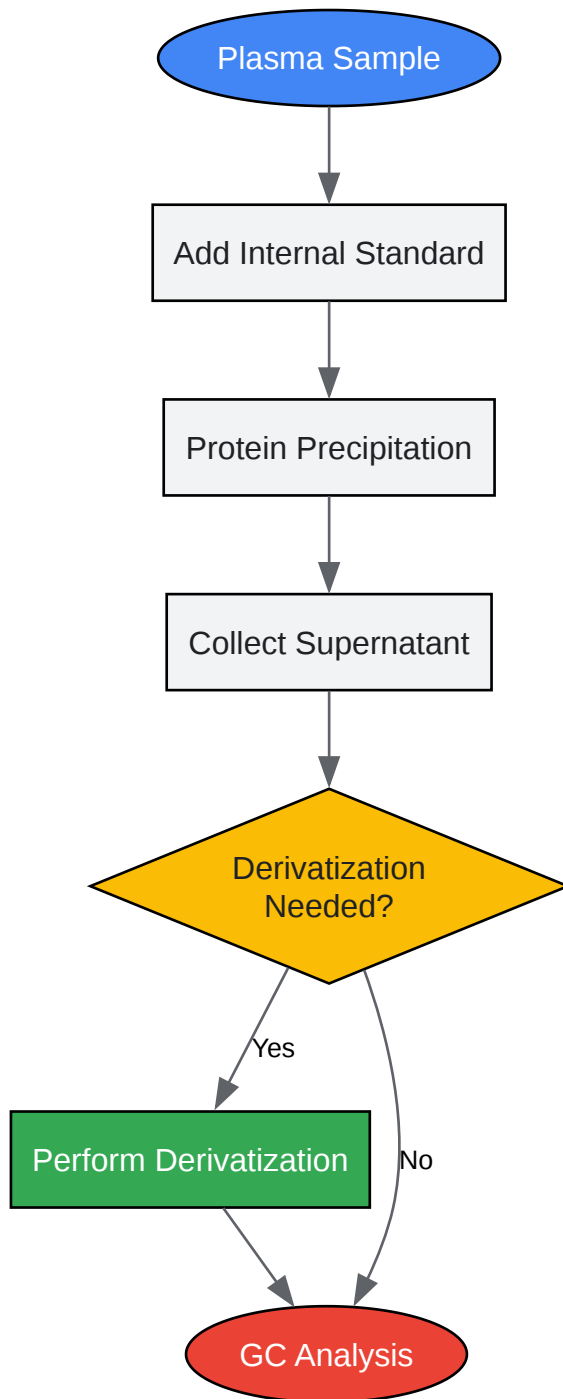 Plasma Sample
Add Internal Standard
Protein Precipitation
Collect Supernatant
Derivatization
Needed?
Yes
Perform Derivatization
No
GC Analysis